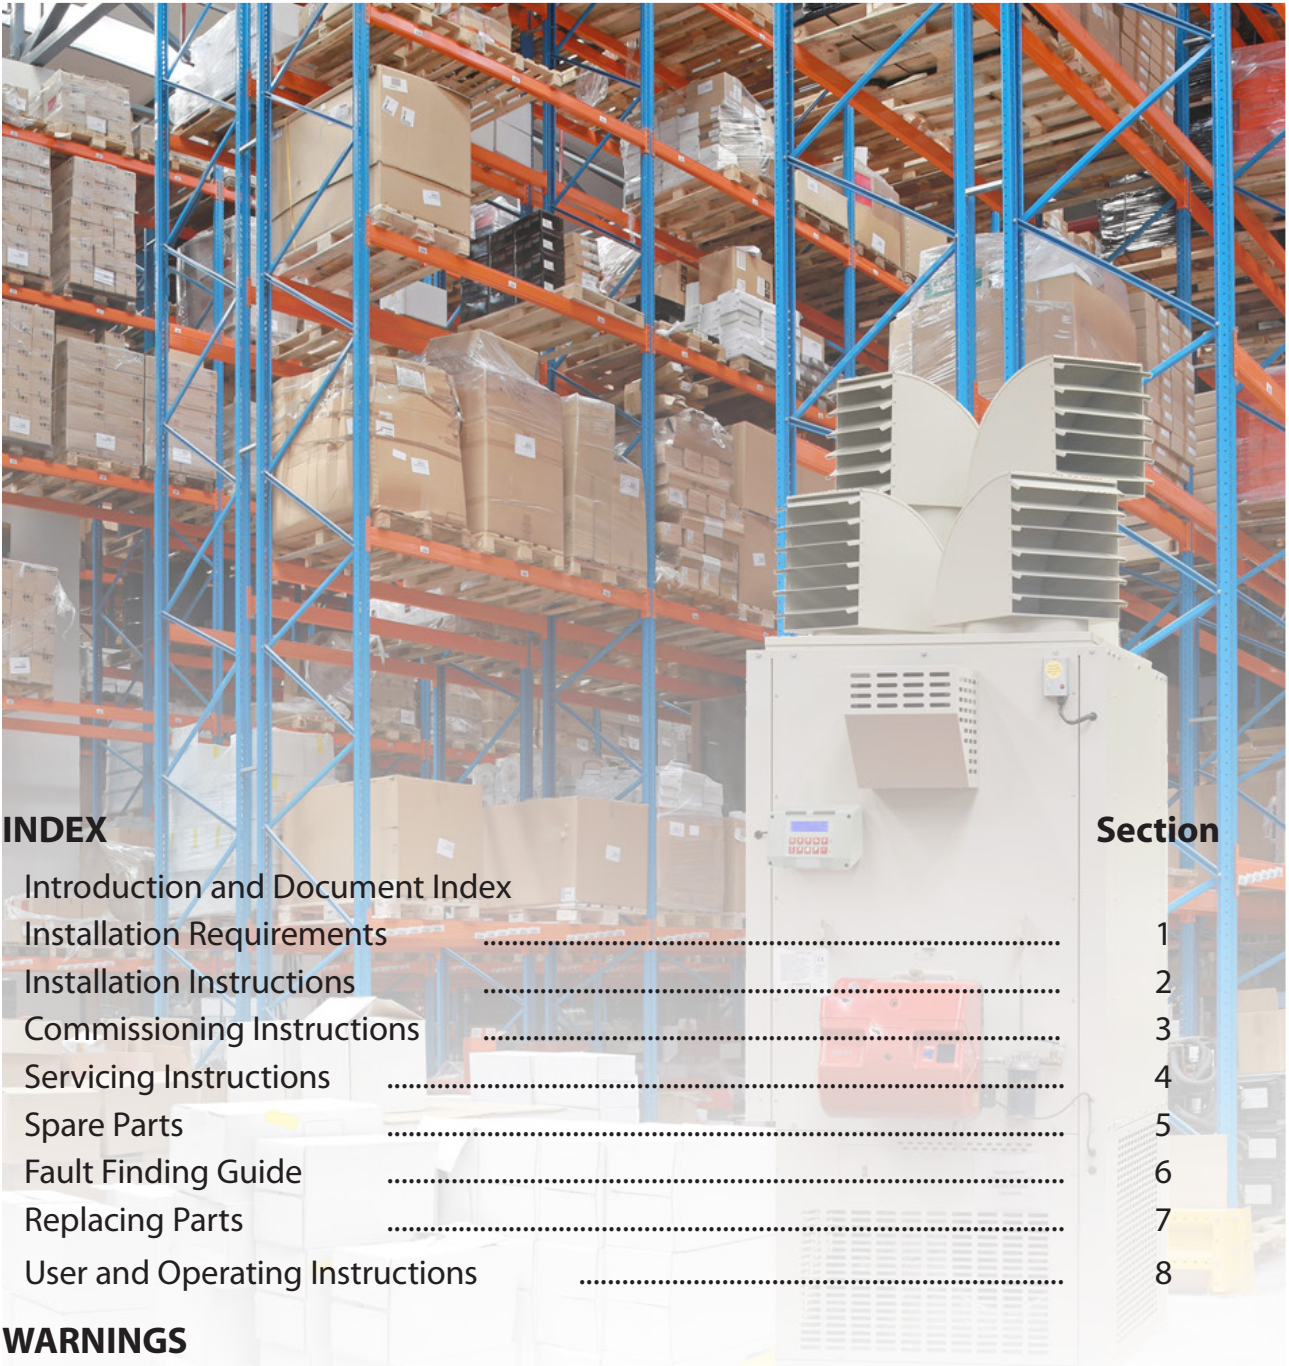 INDEX Section
Introduction and Document Index
Installation Requirements ........................................................................ 1
Installation Instructions ........................................................................ 2
Commissioning Instructions ........................................................................ 3
Servicing Instructions .................................................................................... 4
Spare Parts .................................................................................... 5
Fault Finding Guide .................................................................................... 6
Replacing Parts .................................................................................... 7
User and Operating Instructions ............................................................ 8
WARNINGS